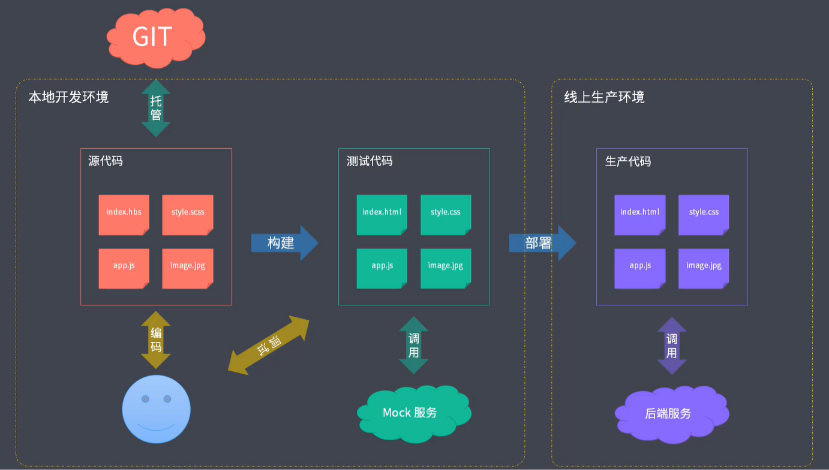 GIT
托管
本地开发环境
线上生产环境
源代码
测试代码
生产代码
index.hbs
style.scss
index.html
style.css
index.html
style.css
构建
部署
app.js
image.jpg
app.js
image.jpg
app.js
image.jpg
编码
测试
调用
调用
Mock 服务
后端服务